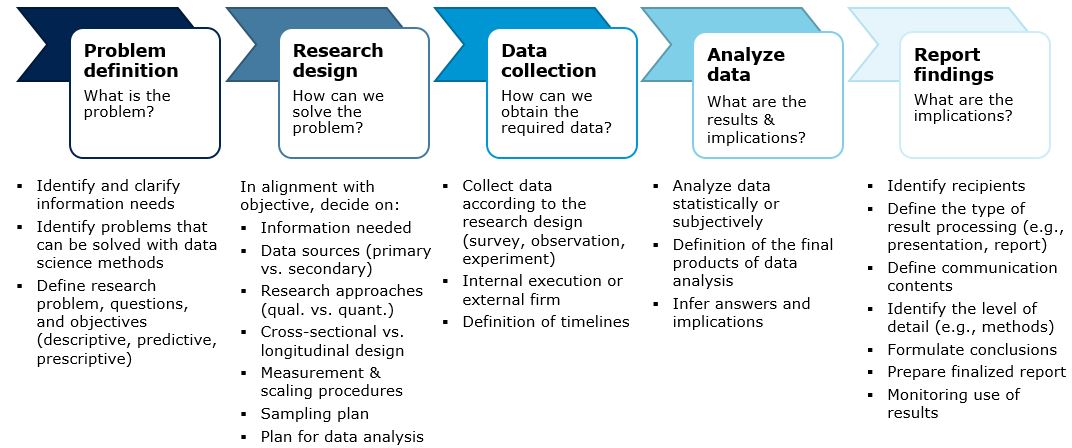 Problem
definition
What is the
problem?
Research
design
How can we
solve the
problem?
Data
collection
How can we
obtain the
required data?
Analyze
data
What are the
results &
implications?
Report
findings
What are the
implications?
▪ Identify and clarify
information needs
▪ Identify problems that
can be solved with data
science methods
▪ Define research
problem, questions,
and objectives
(descriptive, predictive,
prescriptive)
In alignment with
objective, decide on:
▪ Information needed
▪ Data sources (primary
vs. secondary)
▪ Research approaches
(qual. vs. quant.)
▪ Cross-sectional vs.
longitudinal design
▪ Measurement &
scaling procedures
▪ Sampling plan
▪ Plan for data analysis
▪ Collect data
according to the
research design
(survey, observation,
experiment)
▪ Internal execution or
external firm
▪ Definition of timelines
▪ Analyze data
statistically or
subjectively
▪ Definition of the final
products of data
analysis
▪ Infer answers and
implications
▪ Identify recipients
▪ Define the type of
result processing (e.g.,
presentation, report)
▪ Define communication
contents
▪ Identify the level of
detail (e.g., methods)
▪ Formulate conclusions
▪ Prepare finalized report
▪ Monitoring use of
results